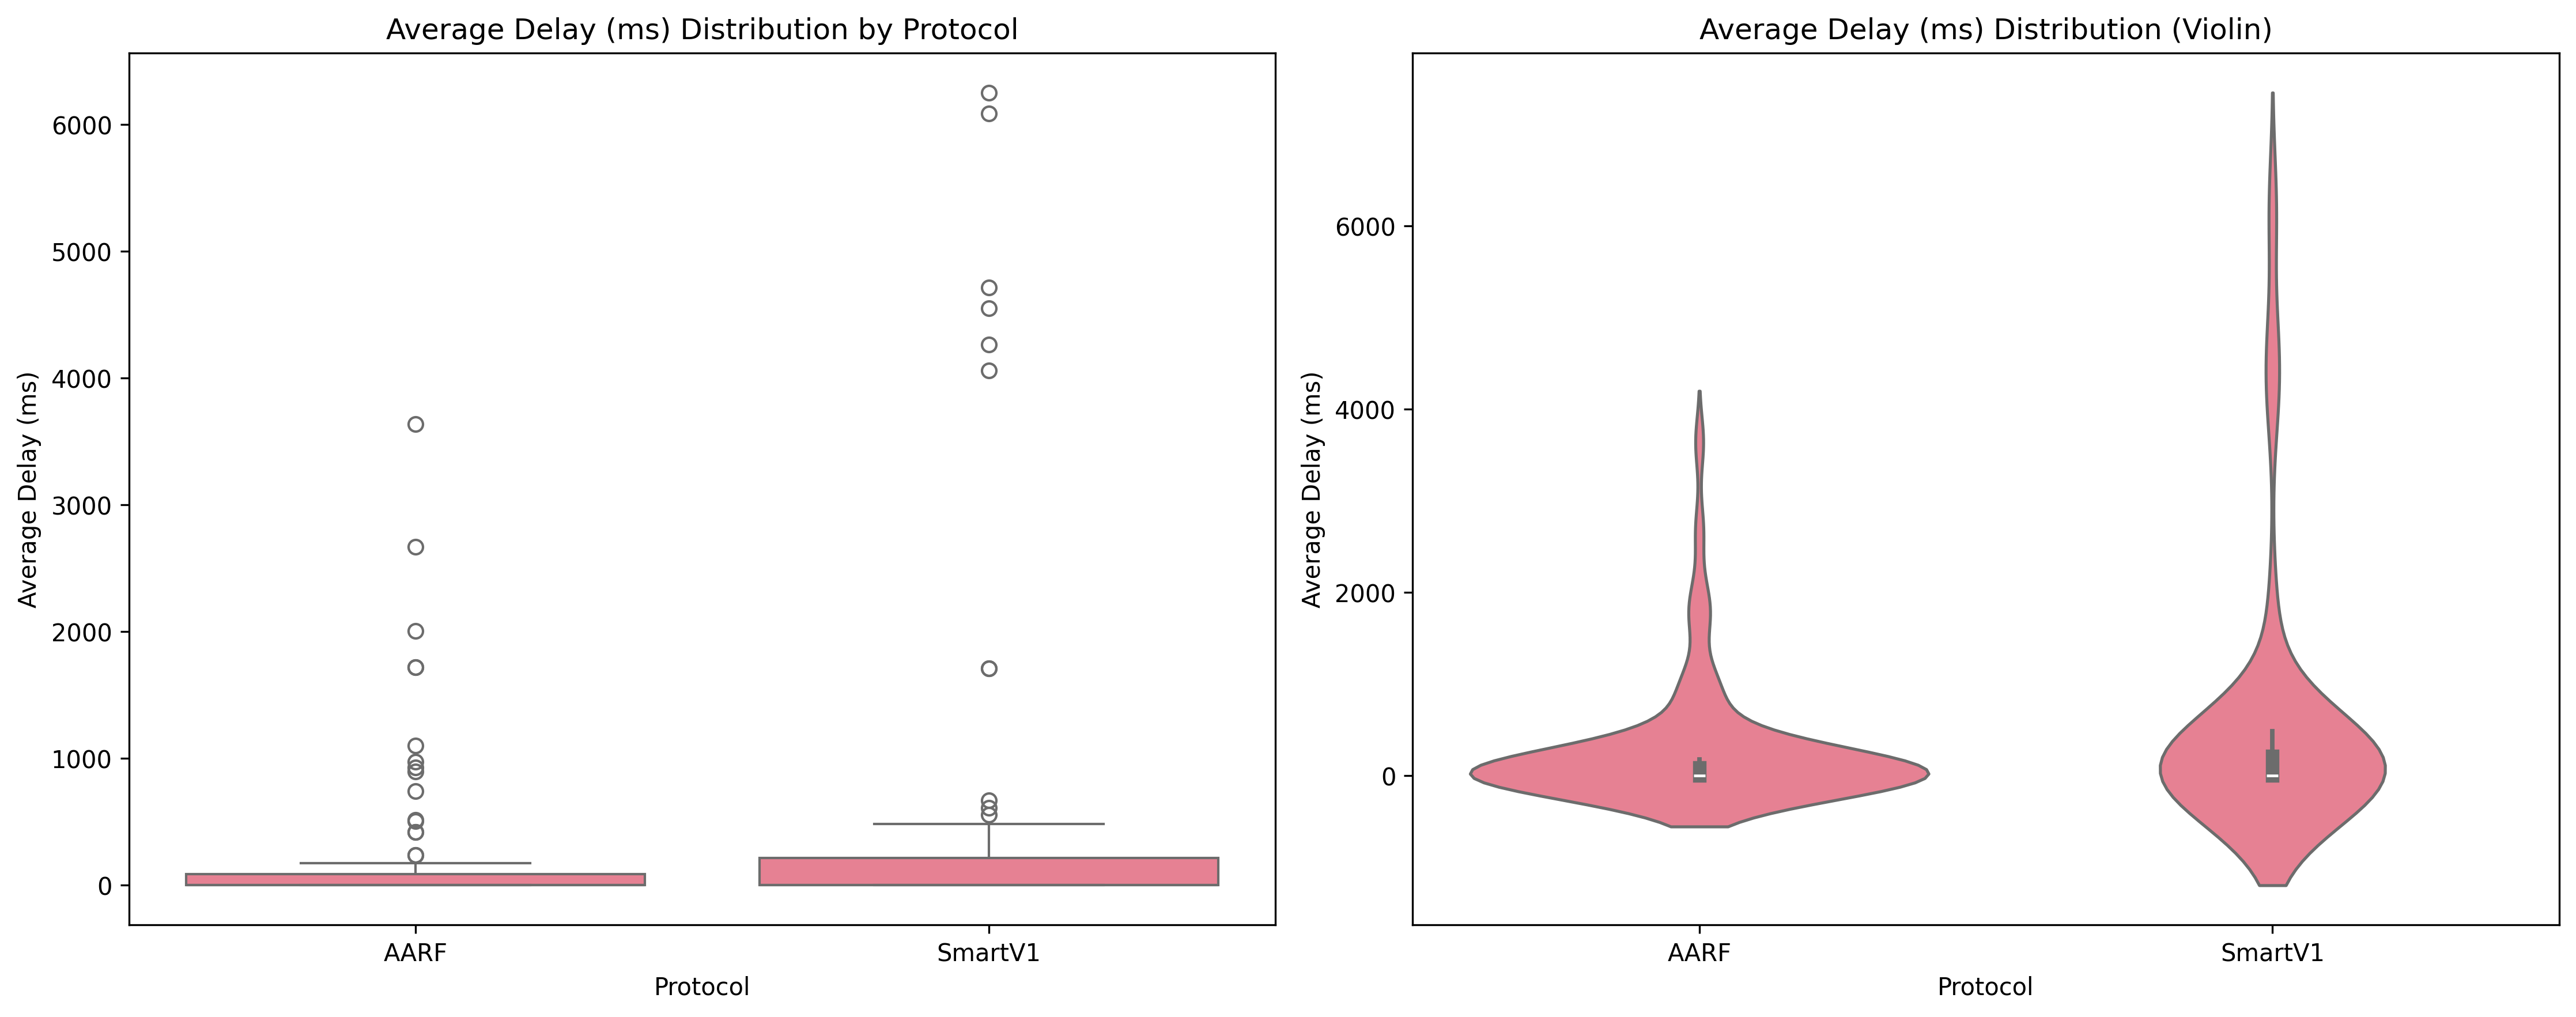 Average Delay (ms) Distribution by Protocol
Average Delay (ms)
6000
5000
4000
3000
2000
1000
0
AARF
SmartV1
Protocol
Average Delay (ms) Distribution (Violin)
Average Delay (ms)
6000
4000
2000
0
AARF
SmartV1
Protocol